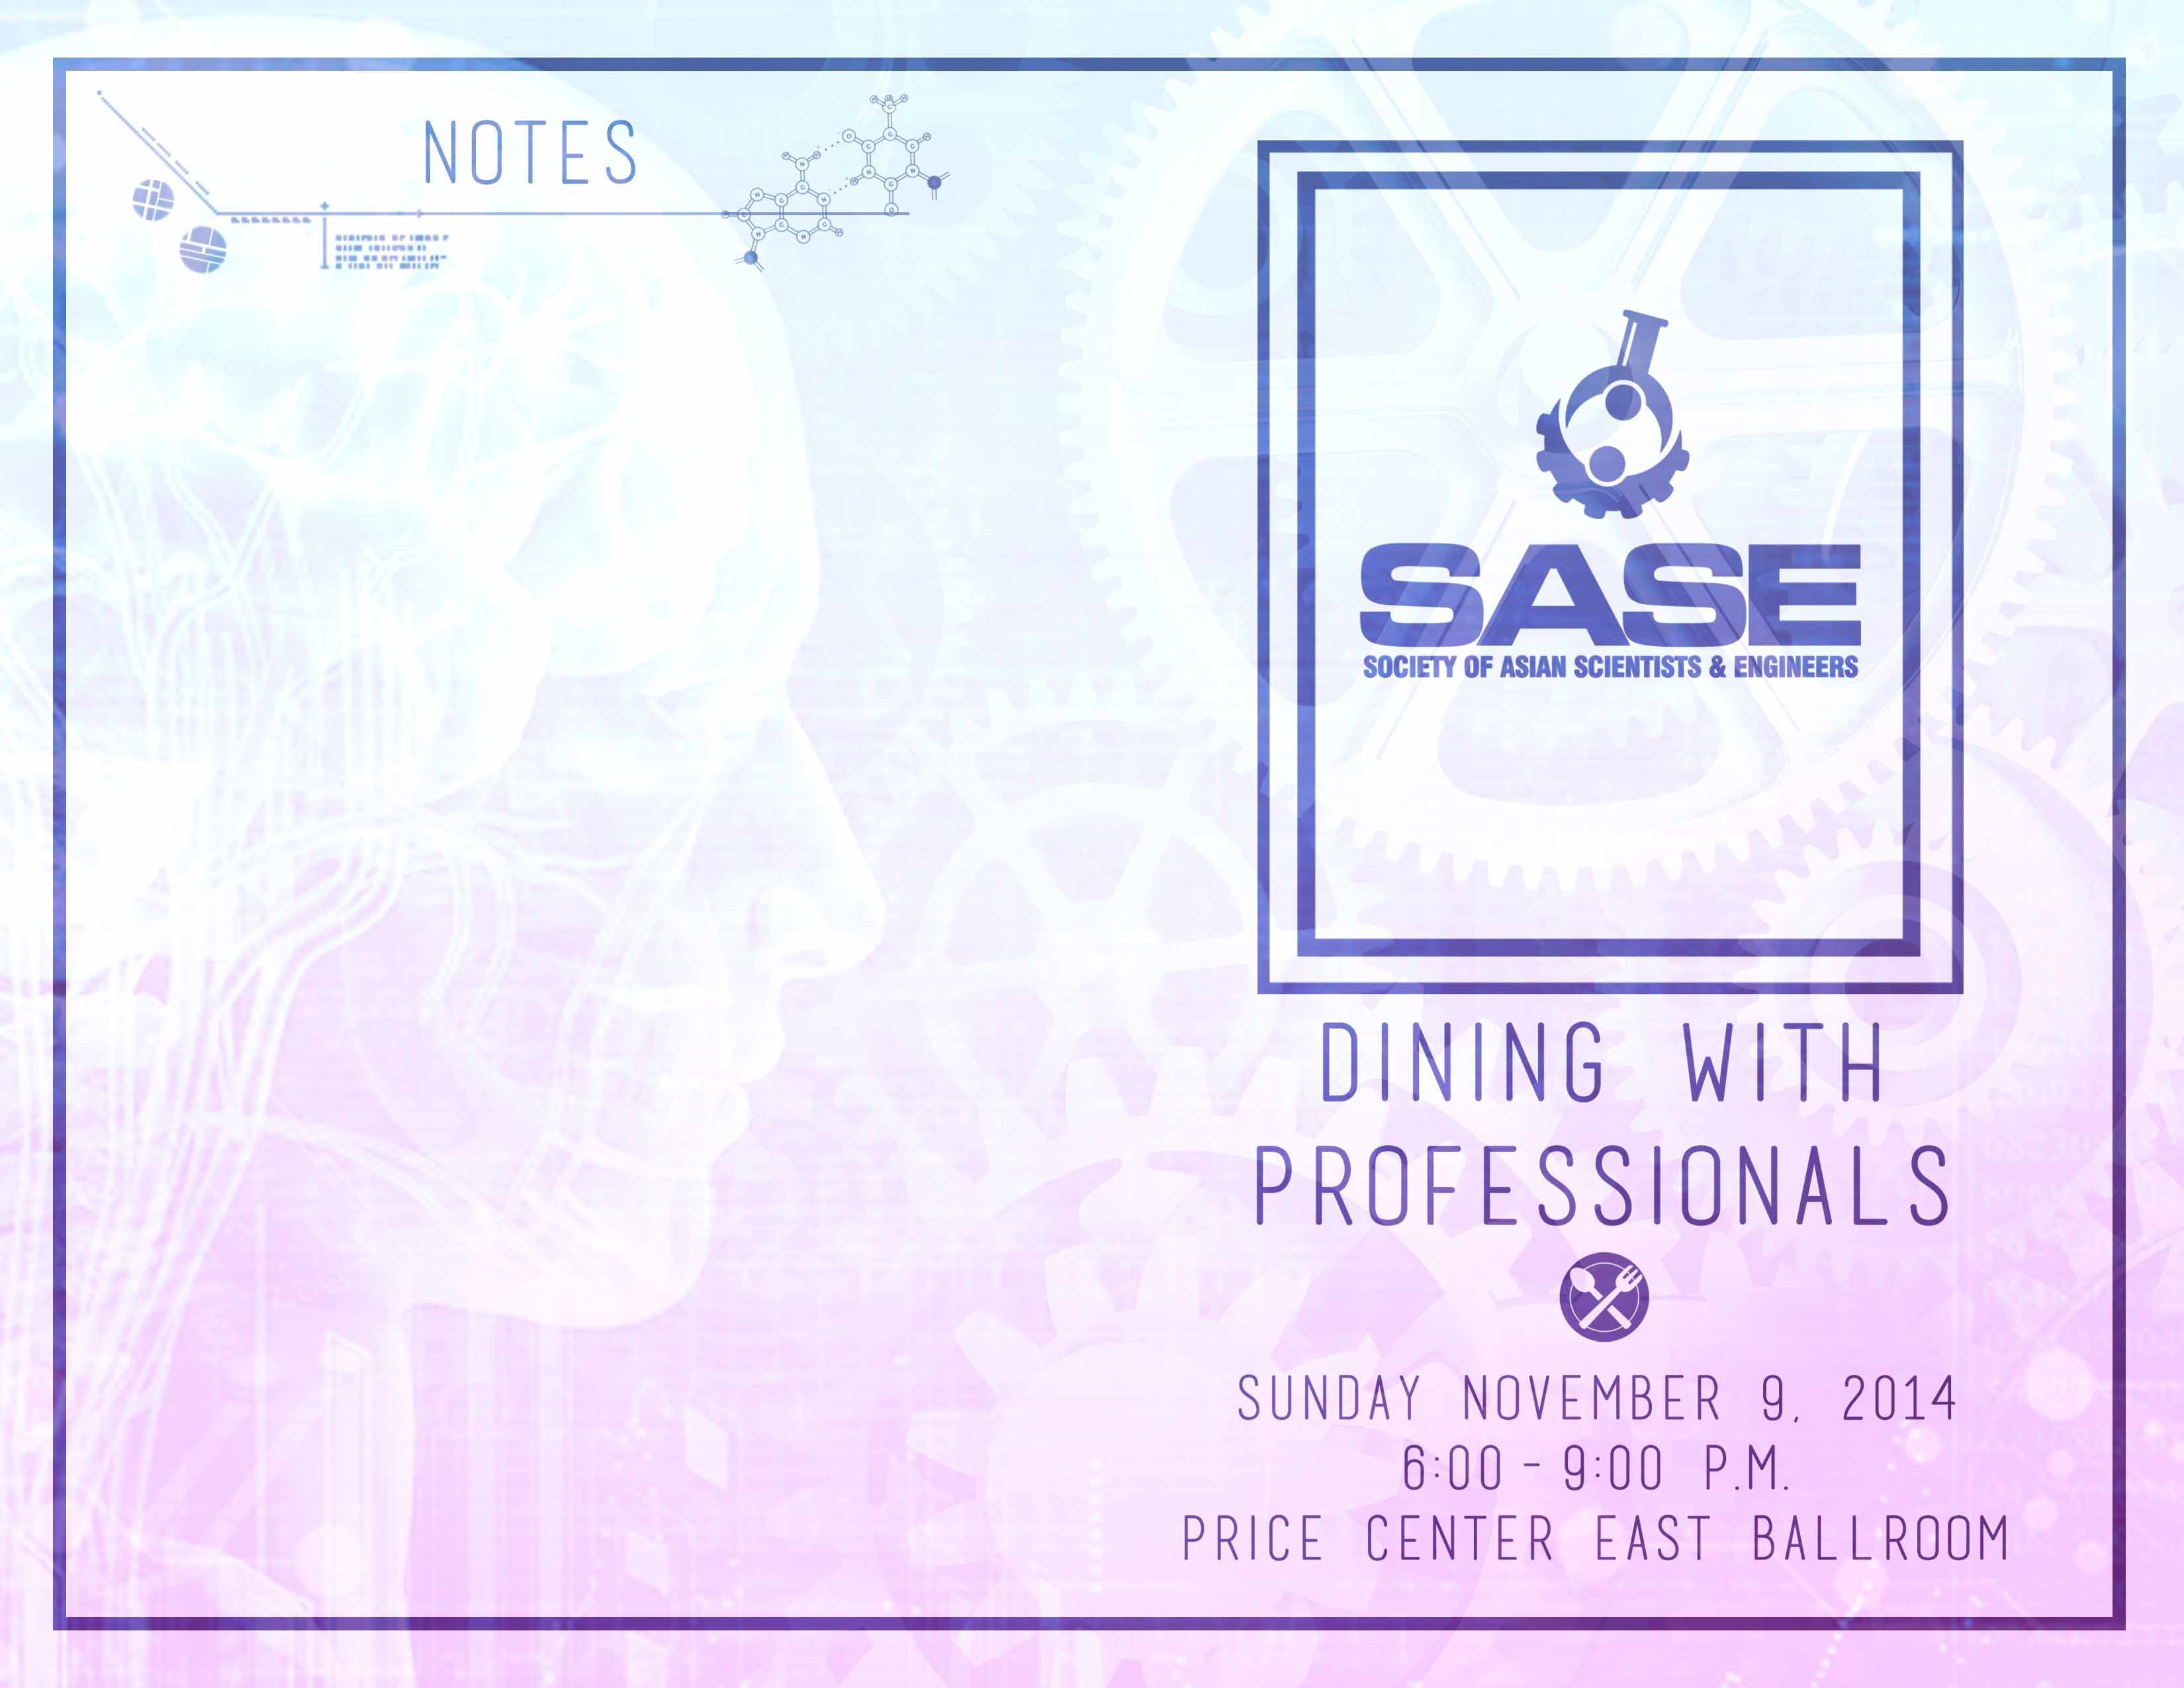 NOTES
SASE
SOCIETY OF ASIAN SCIENTISTS & ENGINEERS
DINING WITH
PROFESSIONALS
SUNDAY NOVEMBER 9, 2014
6:00 - 9:00 P.M.
PRICE CENTER EAST BALLROOM